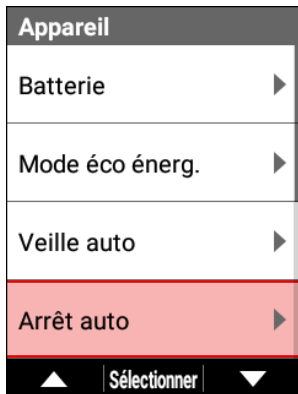 Appareil
Batterie
Mode éco énerg.
Veille auto
Arrêt auto
Sélectionner